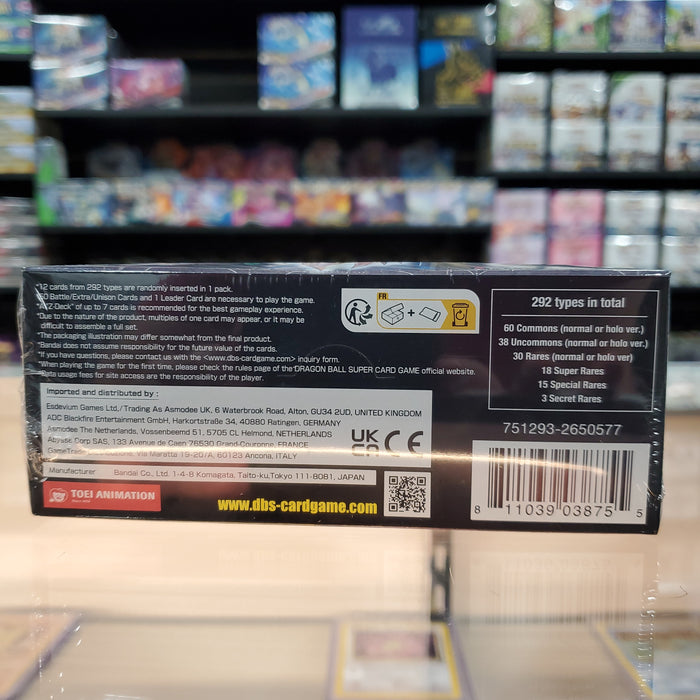 *12 cards from 292 types are randomly inserted in 1 pack.
*50 Battle/Extra/Unison Cards and 1 Leader Card are necessary to play the game.
"Z-Deck" of up to 7 cards is recommended for the best gameplay experience.
*Due to the nature of the product, multiples of one card may appear, or it may be
difficult to assemble a full set.
*The packaging illustration may differ somewhat from the final product.
*Bandai does not assume responsibility for the future value of the cards.
*If you have questions, please contact us with the <www.dbs-cardgame.com> inquiry form.
*When playing the game for the first time, please check the rules page of the "DRAGON BALL SUPER CARD GAME official website.
*Data usage fees for site access are the responsibility of the player.
Imported and distributed by :
Esdevium Games Ltd,/Trading As Asmodee UK, 6 Waterbrook Road, Alton, GU34 2UD, UNITED KINGDOM
ADC Blackfire Entertainment GmbH, Harkortstraße 34, 40880 Ratingen, GERMANY
Asmodee The Netherlands, Vossenbeemd 51, 5705 CL Helmond, NETHERLANDS
Abysse Corp SAS, 133 Avenue de Caen 76530 Grand-Couronne, FRANCE
Via Maratta 15-20/A, 60123 Ancona, ITALY
UK
CA CE
Manufacturer Bandai Co., Ltd. 1-4-8 Komagata, Taito-ku,Tokyo 111-8081, JAPAN
TOEI ANIMATION
www.dbs-cardgame.com
FR
+
292 types in total
60 Commons (normal or holo ver.)
38 Uncommons (normal or holo ver.)
30 Rares (normal or holo ver)
18 Super Rares
15 Special Rares
3 Secret Rares
751293-2650577
8 11039 03875 5